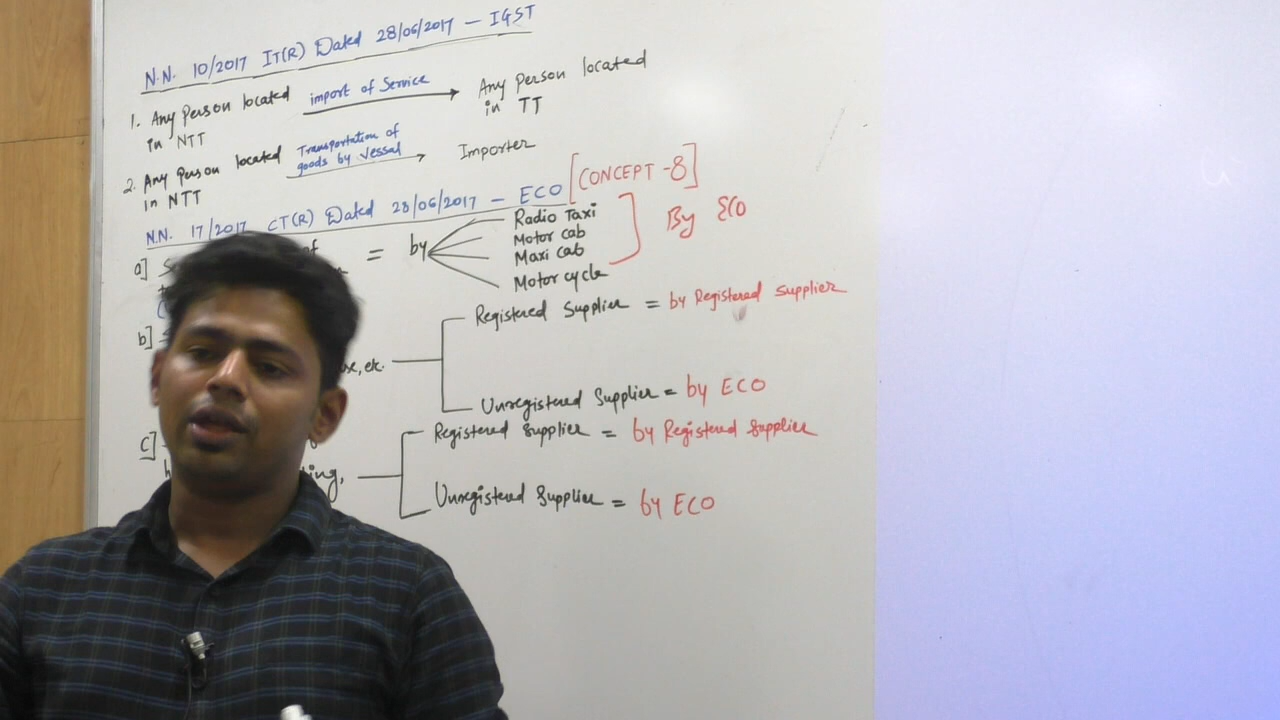 N.N. 10/2017 IT(R) Dated 28/06/2017 - IGST
1. Any Person located import of Service Any Person located
in NTT in TT
2. Any Person located Transportation of goods by Vessal Importer
in NTT
N.N. 17/2017 CT(R) Dated 28/06/2017 - ECO [CONCEPT-8]
a] of = by Radio Taxi
Motor cab
Maxi cab
Motor cycle
By ECO
b] Registered Supplier = by Registered Supplier
etc.
Unregistered Supplier = by ECO
c] Registered Supplier = by Registered Supplier
Unregistered Supplier = by ECO